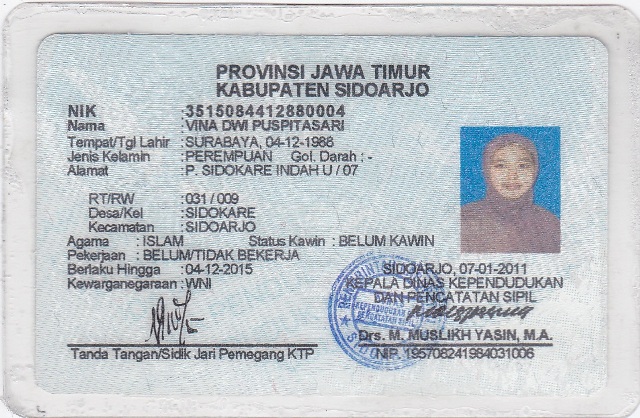 PROVINSI JAWA TIMUR
KABUPATEN SIDOARJO
NIK :3515084412880004
Nama :VINA DWI PUSPITASARI
Tempat/Tgl Lahir :SURABAYA, 04-12-1988
Jenis Kelamin :PEREMPUAN Gol. Darah : -
Alamat :P. SIDOKARE INDAH U / 07
RT/RW :031 / 009
Desa/Kel :SIDOKARE
Kecamatan :SIDOARJO
Agama : ISLAM Status Kawin : BELUM KAWIN
Pekerjaan : BELUM/TIDAK BEKERJA
Berlaku Hingga :04-12-2015
Kewarganegaraan :WNI
SIDOARJO, 07-01-2011
KEPALA DINAS KEPENDUDUKAN
DAN PENCATATAN SIPIL
Drs. M. MUSLIKH YASIN, M.A.
NIP. 195708241984031006
Tanda Tangan/Sidik Jari Pemegang KTP